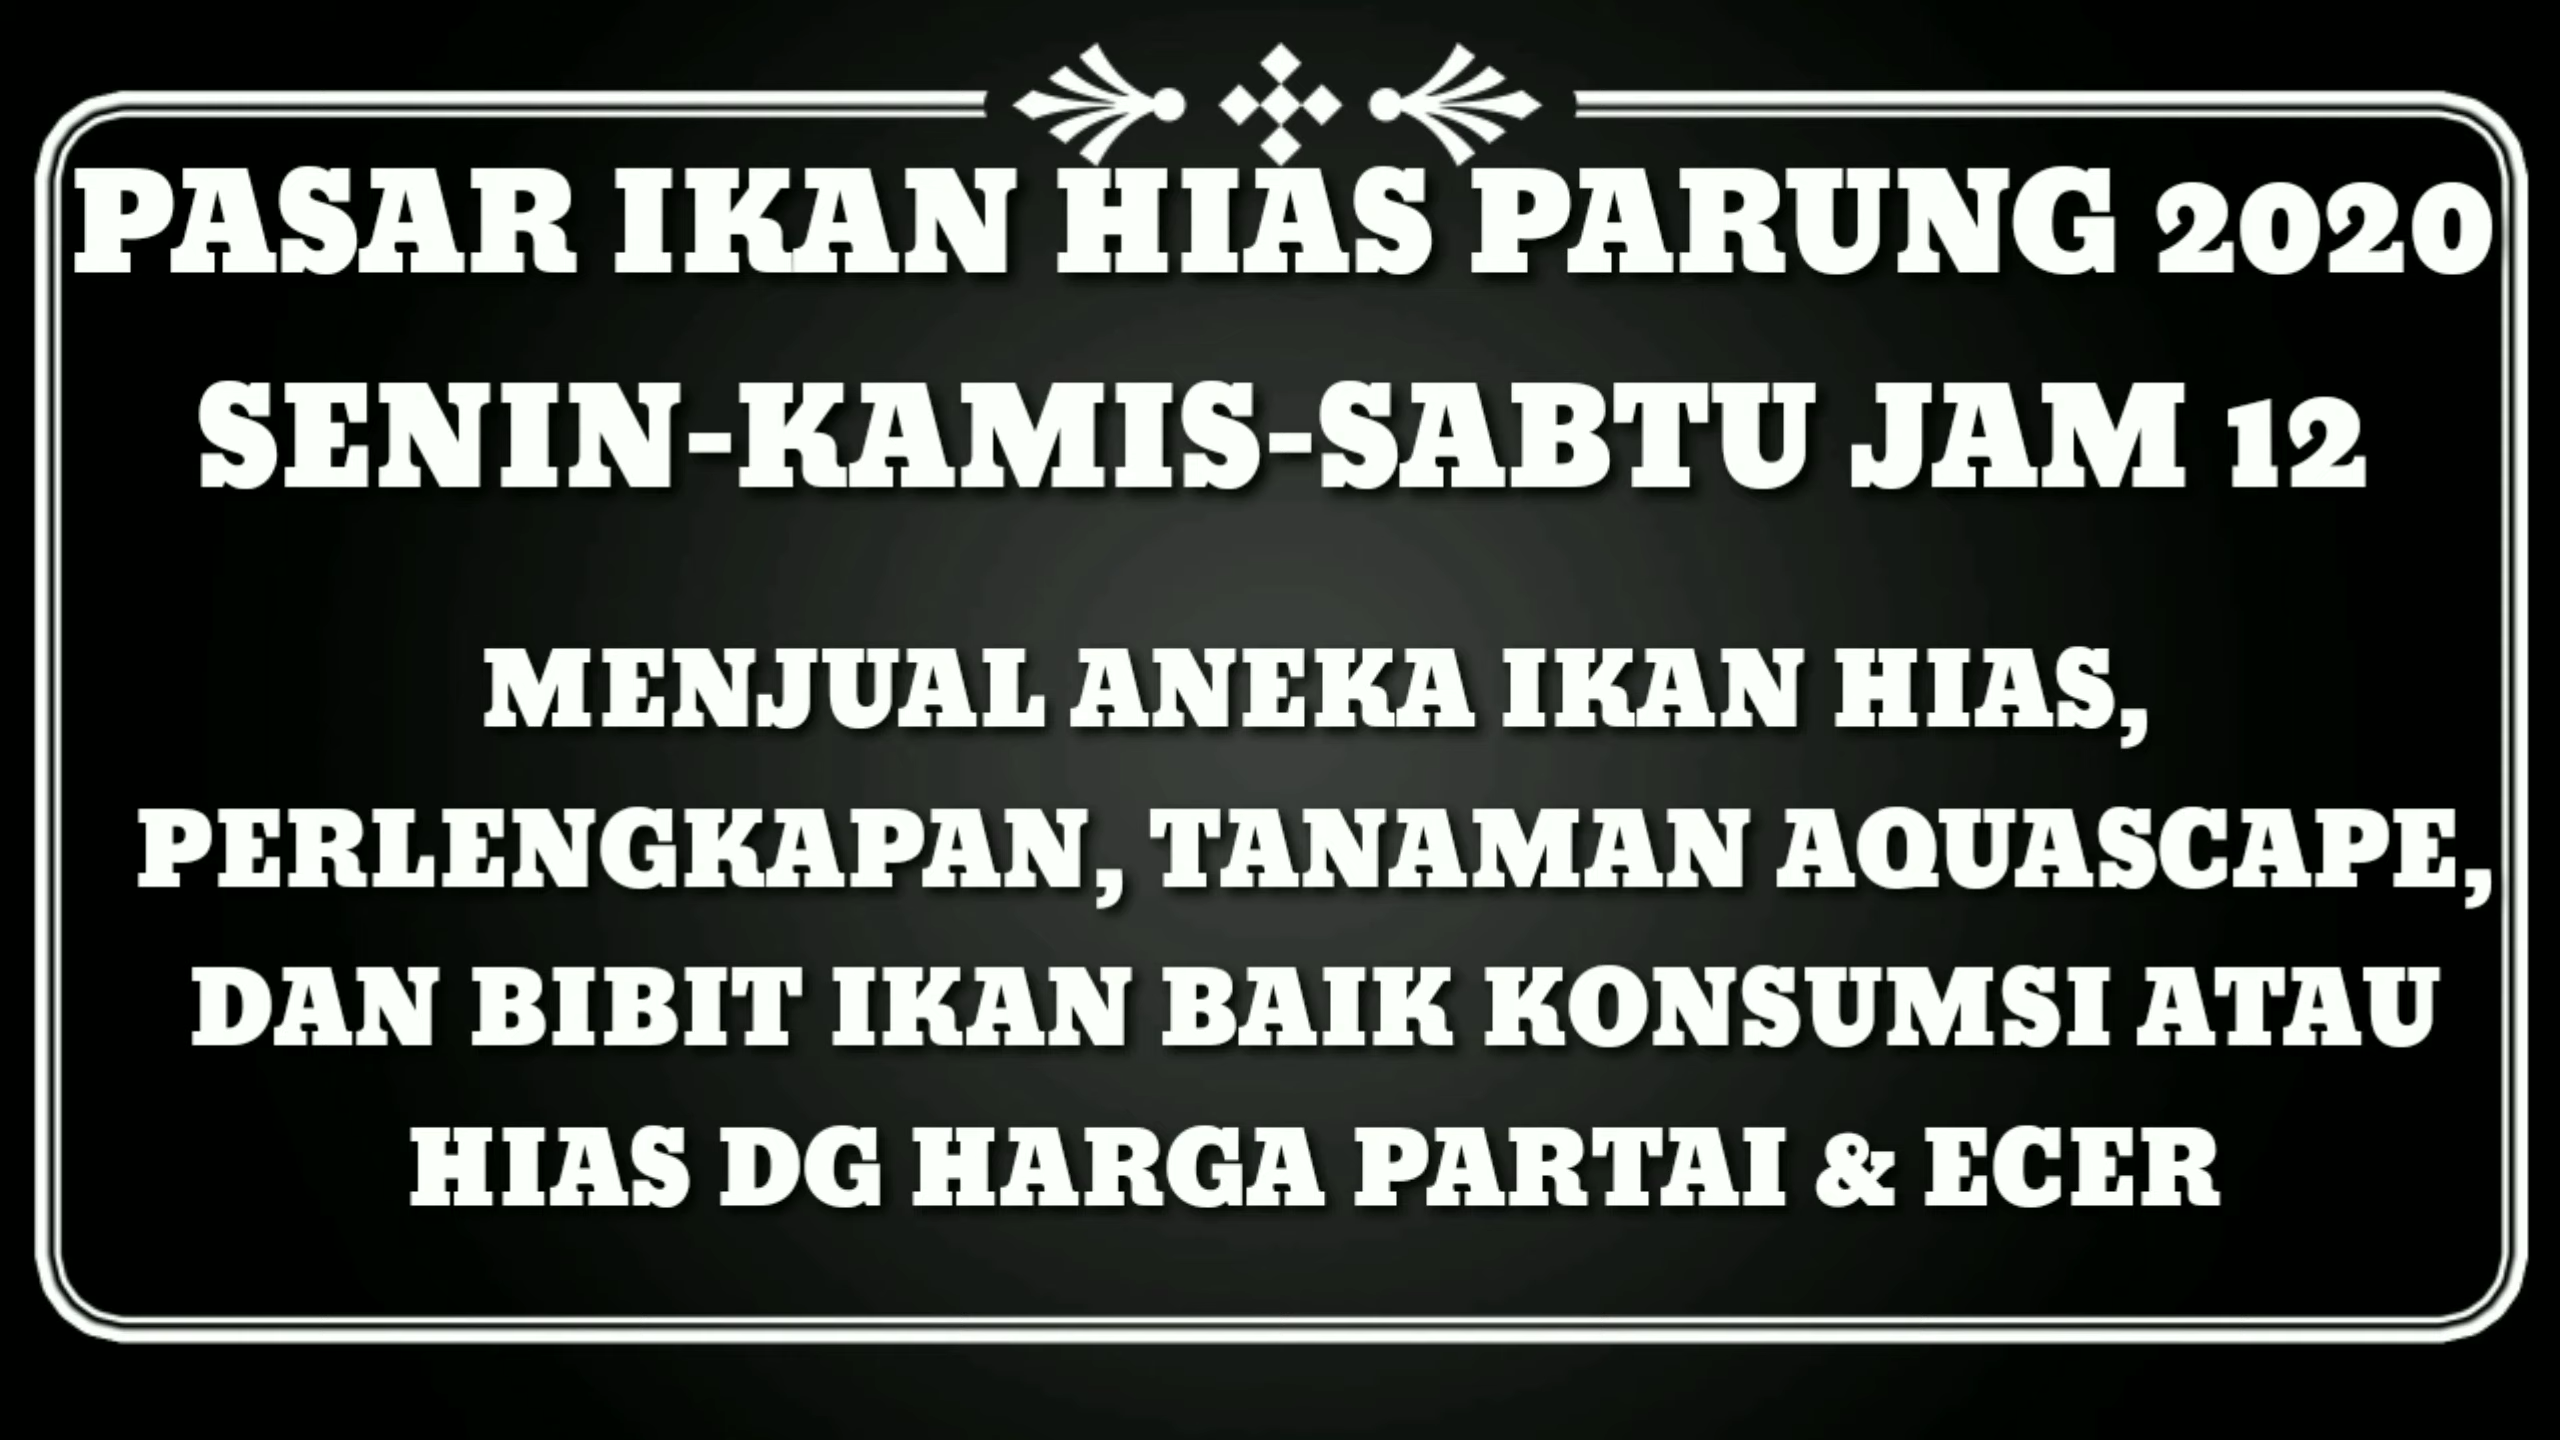 PASAR IKAN HIAS PARUNG 2020
SENIN-KAMIS-SABTU JAM 12
MENJUAL ANEKA IKAN HIAS,
PERLENGKAPAN, TANAMAN AQUASCAPE,
DAN BIBIT IKAN BAIK KONSUMSI ATAU
HIAS DG HARGA PARTAI & ECER